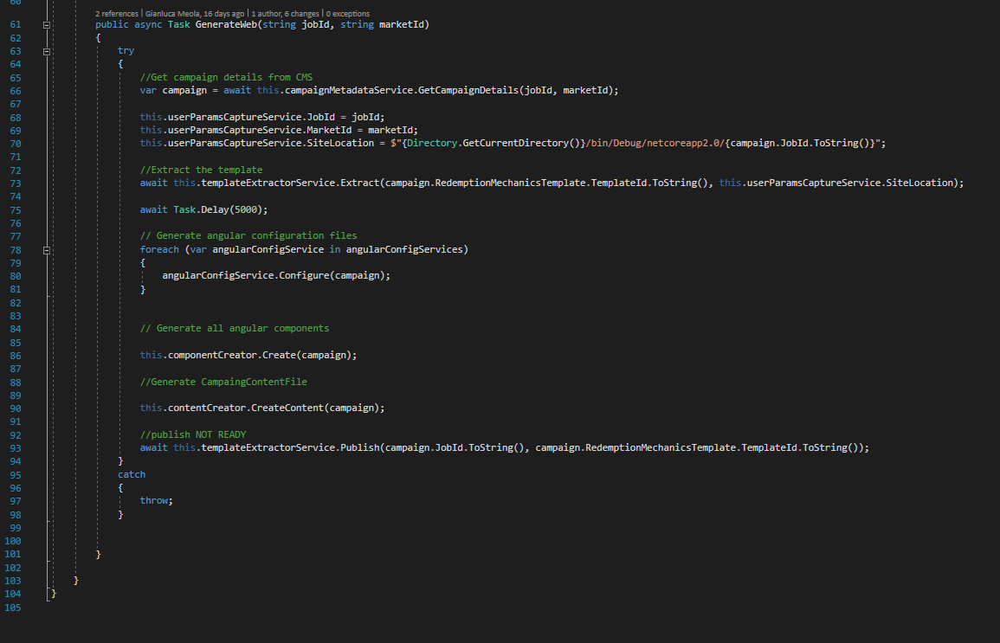 60
2 references | Gianluca Meola, 16 days ago | 1 author, 6 changes | 0 exceptions
61 public async Task GenerateWeb(string jobId, string marketId)
62 {
63 try
64 {
65 //Get campaign details from CMS
66 var campaign = await this.campaignMetadataService.GetCampaignDetails(jobId, marketId);
67
68 this.userParamsCaptureService.JobId = jobId;
69 this.userParamsCaptureService.MarketId = marketId;
70 this.userParamsCaptureService.SiteLocation = $"{Directory.GetCurrentDirectory()}/bin/Debug/netcoreapp2.0/{campaign.JobId.ToString()}";
71
72 //Extract the template
73 await this.templateExtractorService.Extract(campaign.RedemptionMechanicsTemplate.TemplateId.ToString(), this.userParamsCaptureService.SiteLocation);
74
75 await Task.Delay(5000);
76
77 // Generate angular configuration files
78 foreach (var angularConfigService in angularConfigServices)
79 {
80 angularConfigService.Configure(campaign);
81 }
82
83
84 // Generate all angular components
85
86 this.componentCreator.Create(campaign);
87
88 //Generate CampaingContentFile
89
90 this.contentCreator.CreateContent(campaign);
91
92 //publish NOT READY
93 await this.templateExtractorService.Publish(campaign.JobId.ToString(), campaign.RedemptionMechanicsTemplate.TemplateId.ToString());
94 }
95 catch
96 {
97 throw;
98 }
99
100
101 }
102
103 }
104 }
105